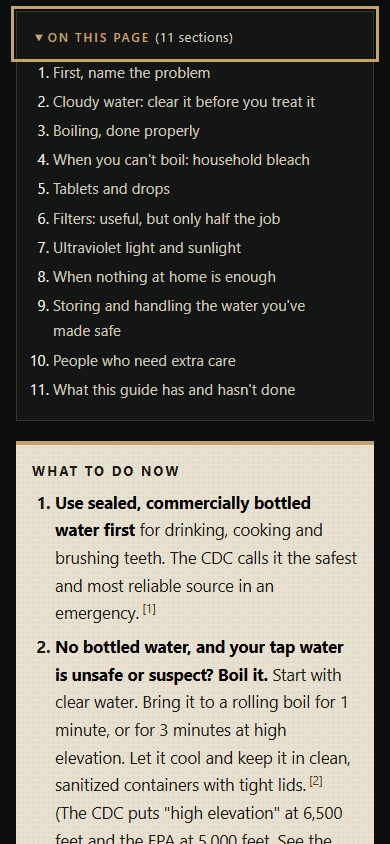 ▼ ON THIS PAGE (11 sections)
1. First, name the problem
2. Cloudy water: clear it before you treat it
3. Boiling, done properly
4. When you can't boil: household bleach
5. Tablets and drops
6. Filters: useful, but only half the job
7. Ultraviolet light and sunlight
8. When nothing at home is enough
9. Storing and handling the water you've
made safe
10. People who need extra care
11. What this guide has and hasn't done
WHAT TO DO NOW
1. Use sealed, commercially bottled
water first for drinking, cooking and
brushing teeth. The CDC calls it the safest
and most reliable source in an
emergency. [1]
2. No bottled water, and your tap water
is unsafe or suspect? Boil it. Start with
clear water. Bring it to a rolling boil for 1
minute, or for 3 minutes at high
elevation. Let it cool and keep it in clean,
sanitized containers with tight lids. [2]
(The CDC puts "high elevation" at 6,500
feet and the EPA at 5,000 feet. See the